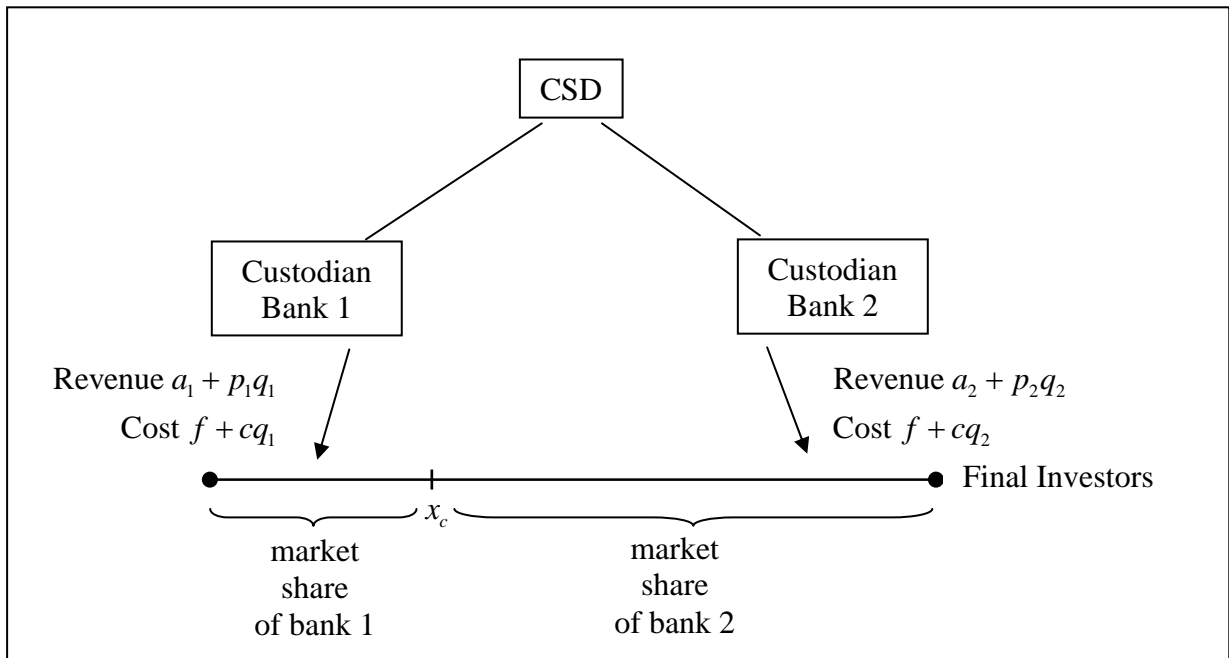 CSD
Custodian
Bank 1
Custodian
Bank 2
Revenue a₁ + p₁q₁
Cost f + cq₁
Revenue a₂ + p₂q₂
Cost f + cq₂
Final Investors
x_c
market
share
of bank 1
market
share
of bank 2